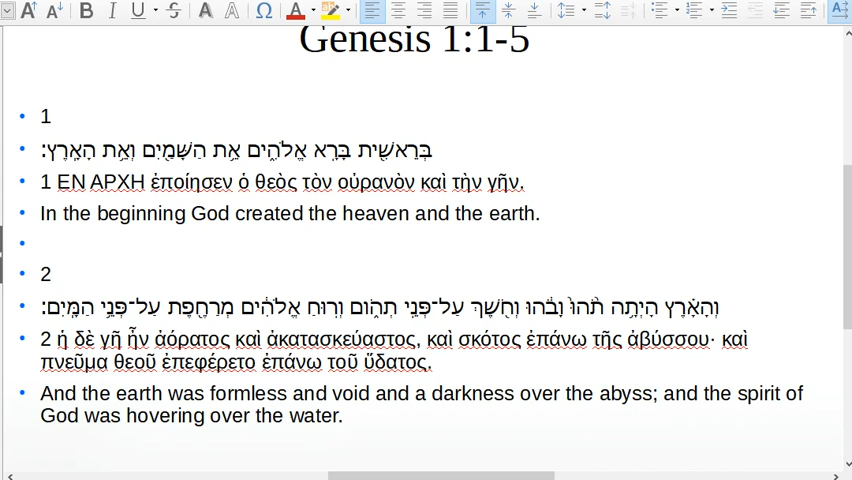 Genesis 1:1-5
1
בְּרֵאשִׁ֖ית בָּרָ֣א אֱלֹהִ֑ים אֵ֥ת הַשָּׁמַ֖יִם וְאֵ֥ת הָאָֽרֶץ׃
1 ΕΝ ΑΡΧΗ ἐποίησεν ὁ θεὸς τὸν οὐρανὸν καὶ τὴν γῆν.
In the beginning God created the heaven and the earth.
2
וְהָאָ֗רֶץ הָיְתָ֥ה תֹ֙הוּ֙ וָבֹ֔הוּ וְחֹ֖שֶׁךְ עַל־פְּנֵ֣י תְה֑וֹם וְר֣וּחַ אֱלֹהִ֔ים מְרַחֶ֖פֶת עַל־פְּנֵ֥י הַמָּֽיִם׃
2 ἡ δὲ γῆ ἦν ἀόρατος καὶ ἀκατασκεύαστος, καὶ σκότος ἐπάνω τῆς ἀβύσσου· καὶ
πνεῦμα θεοῦ ἐπεφέρετο ἐπάνω τοῦ ὕδατος.
And the earth was formless and void and a darkness over the abyss; and the spirit of
God was hovering over the water.